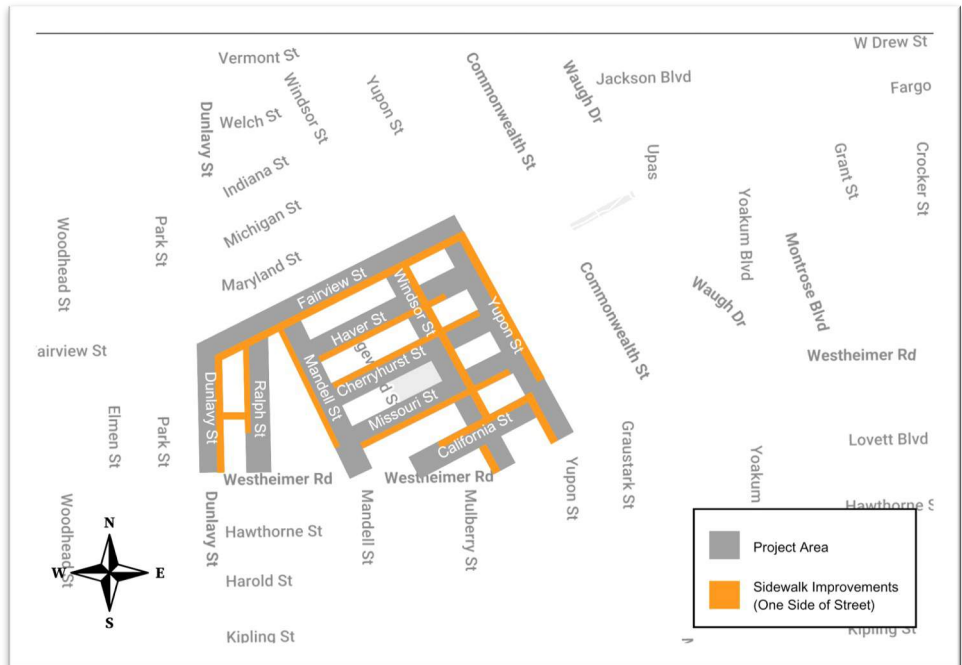 Vermont St
W Drew St
Commonwealth St
Waugh Dr
Jackson Blvd
Fargo
Windsor St
Yupon St
Dunlavy St
Welch St
Indiana St
Upas
Grant St
Crocker St
Michigan St
Woodhead St
Park St
Yoakum Blvd
Montrose Blvd
Maryland St
Fairview St
Commonwealth St
Waugh Dr
Windsor St
Haver St
Yupon St
airview St
Westheimer Rd
Cherryhurst St
Mandell St
Dunlavy St
Ralph St
Missouri St
Elmen St
Park St
California St
Graustark St
Lovett Blvd
Yoakum
Westheimer Rd
Westheimer Rd
Yupon St
Woodhead St
Dunlavy St
Mandell St
Mulberry St
Hawthorne S
Hawthorne St
Harold St
Kipling St
Kipling St
N
W
E
S
Project Area
Sidewalk Improvements
(One Side of Street)